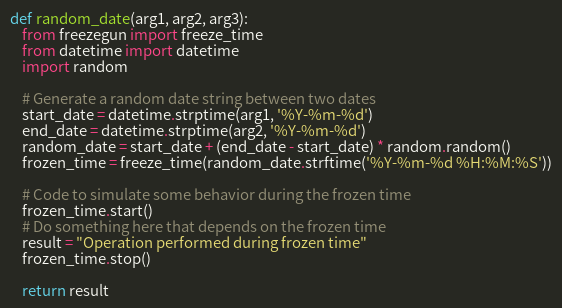 def random_date(arg1, arg2, arg3):
    from freezegun import freeze_time
    from datetime import datetime
    import random

    # Generate a random date string between two dates
    start_date = datetime.strptime(arg1, '%Y-%m-%d')
    end_date = datetime.strptime(arg2, '%Y-%m-%d')
    random_date = start_date + (end_date - start_date) * random.random()
    frozen_time = freeze_time(random_date.strftime('%Y-%m-%d %H:%M:%S'))

    # Code to simulate some behavior during the frozen time
    frozen_time.start()
    # Do something here that depends on the frozen time
    result = "Operation performed during frozen time"
    frozen_time.stop()

    return result